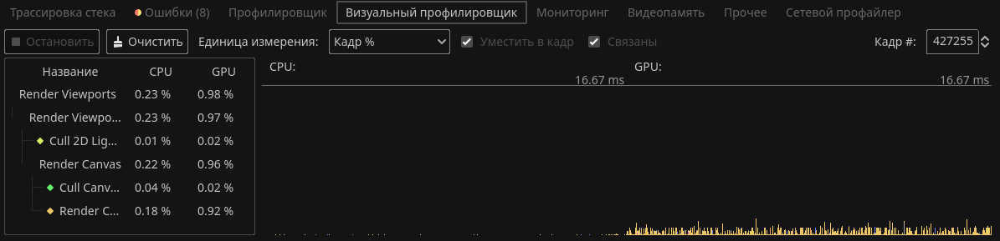 Трассировка стека Ошибки (8) Профилировщик Визуальный профилировщик Мониторинг Видеопамять Прочее Сетевой профайлер
Остановить Очистить Единица измерения: Кадр % Уместить в кадр Связаны Кадр #: 427255
Название CPU GPU
Render Viewports 0.23 % 0.98 %
Render Viewpo... 0.23 % 0.97 %
Cull 2D Lig... 0.01 % 0.02 %
Render Canvas 0.22 % 0.96 %
Cull Canv... 0.04 % 0.02 %
Render C... 0.18 % 0.92 %
CPU: GPU:
16.67 ms 16.67 ms